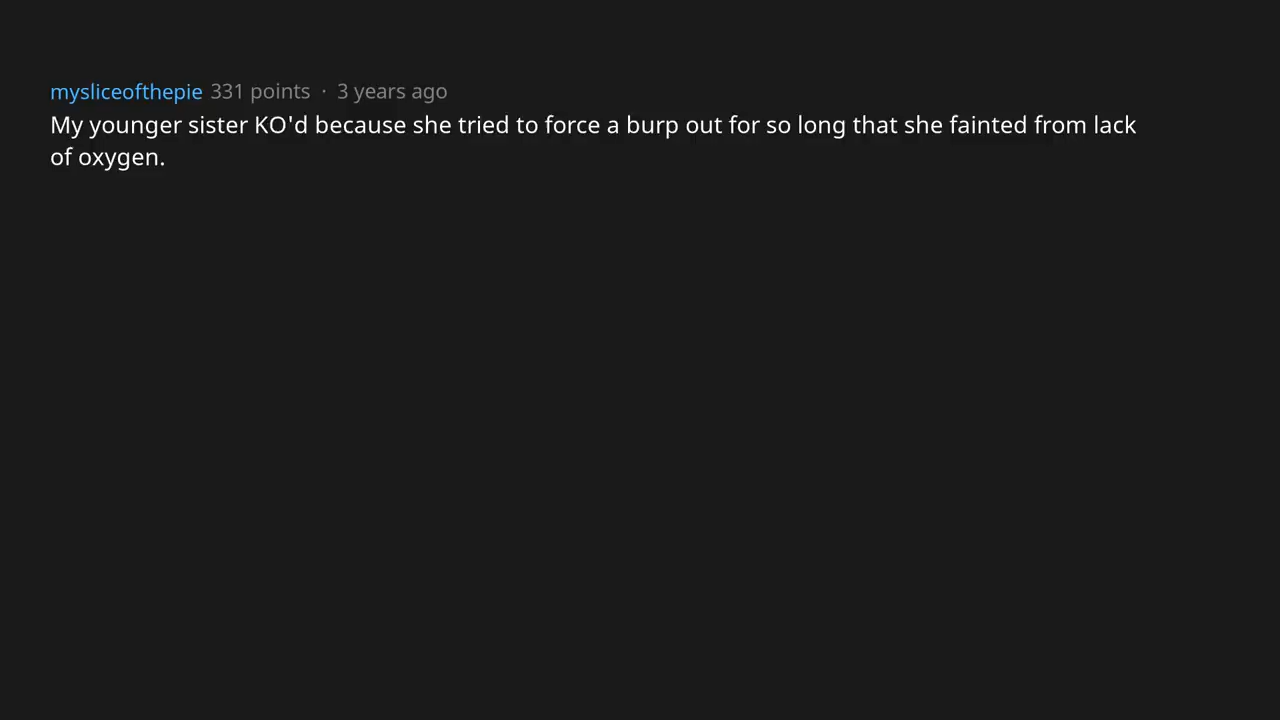 mysliceofthepie 331 points · 3 years ago
My younger sister KO'd because she tried to force a burp out for so long that she fainted from lack
of oxygen.